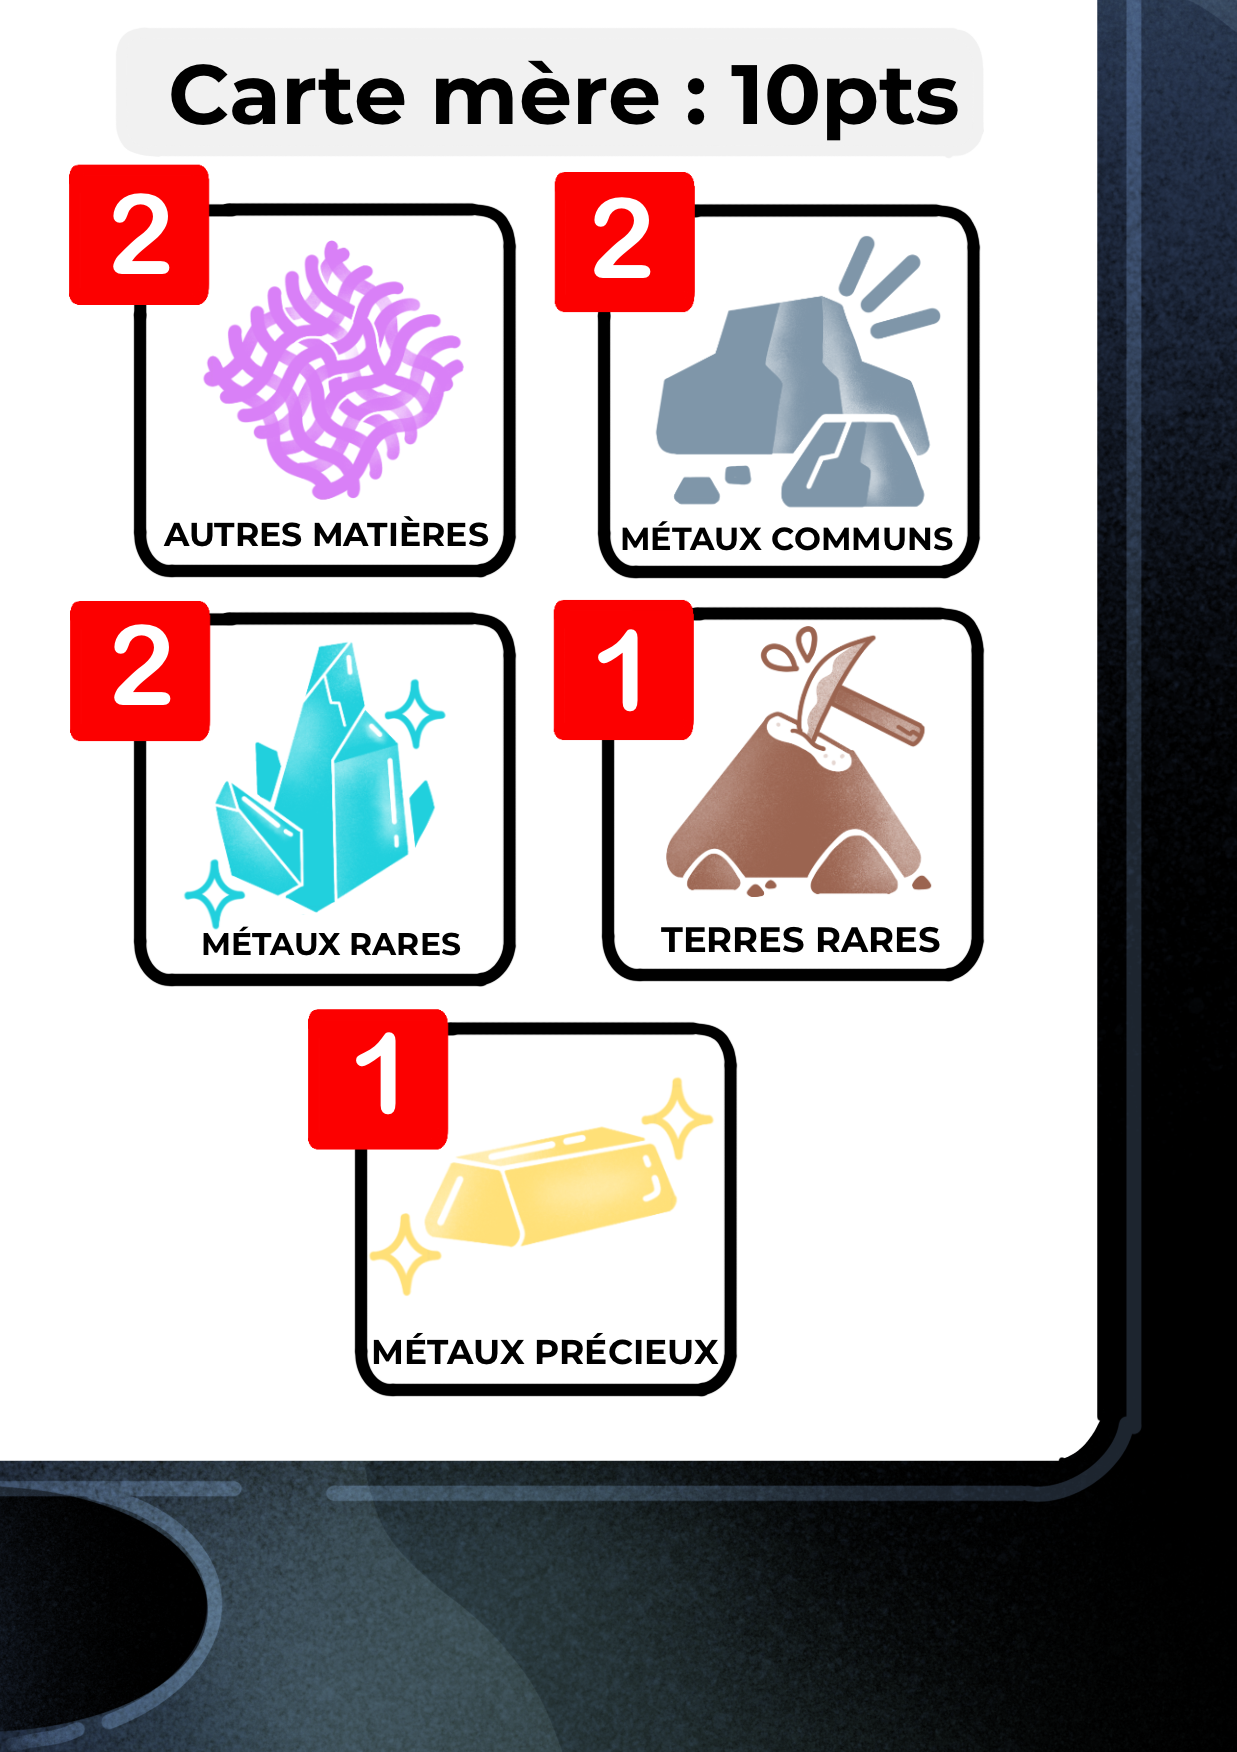 Carte mère : 10pts
2
2
AUTRES MATIÈRES
MÉTAUX COMMUNS
2
1
MÉTAUX RARES
TERRES RARES
1
MÉTAUX PRÉCIEUX